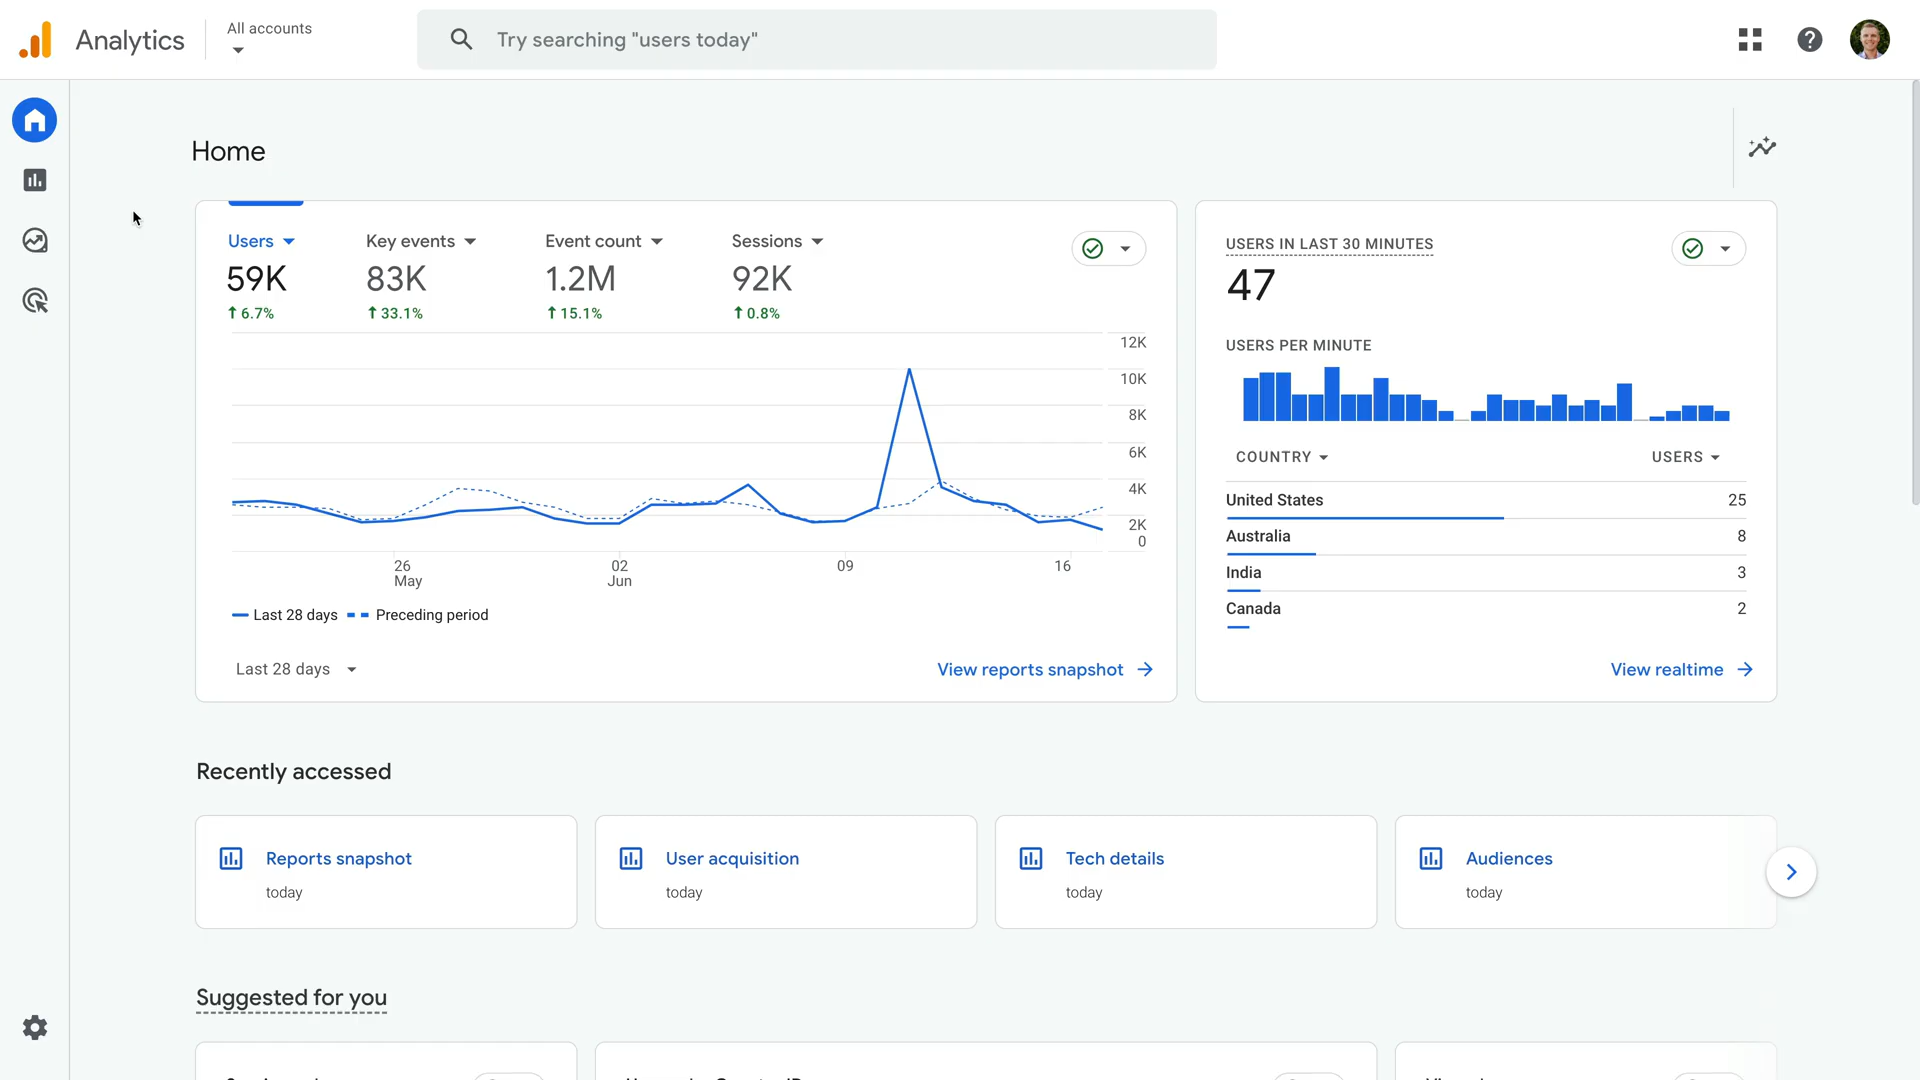 Analytics
All accounts
Try searching "users today"
Home
Users
Key events
Event count
Sessions
59K
83K
1.2M
92K
6.7%
33.1%
15.1%
0.8%
12K
10K
8K
6K
4K
2K
0
26
May
02
Jun
09
16
Last 28 days
Preceding period
Last 28 days
View reports snapshot
USERS IN LAST 30 MINUTES
47
USERS PER MINUTE
COUNTRY
USERS
United States 25
Australia 8
India 3
Canada 2
View realtime
Recently accessed
Reports snapshot
today
User acquisition
today
Tech details
today
Audiences
today
Suggested for you